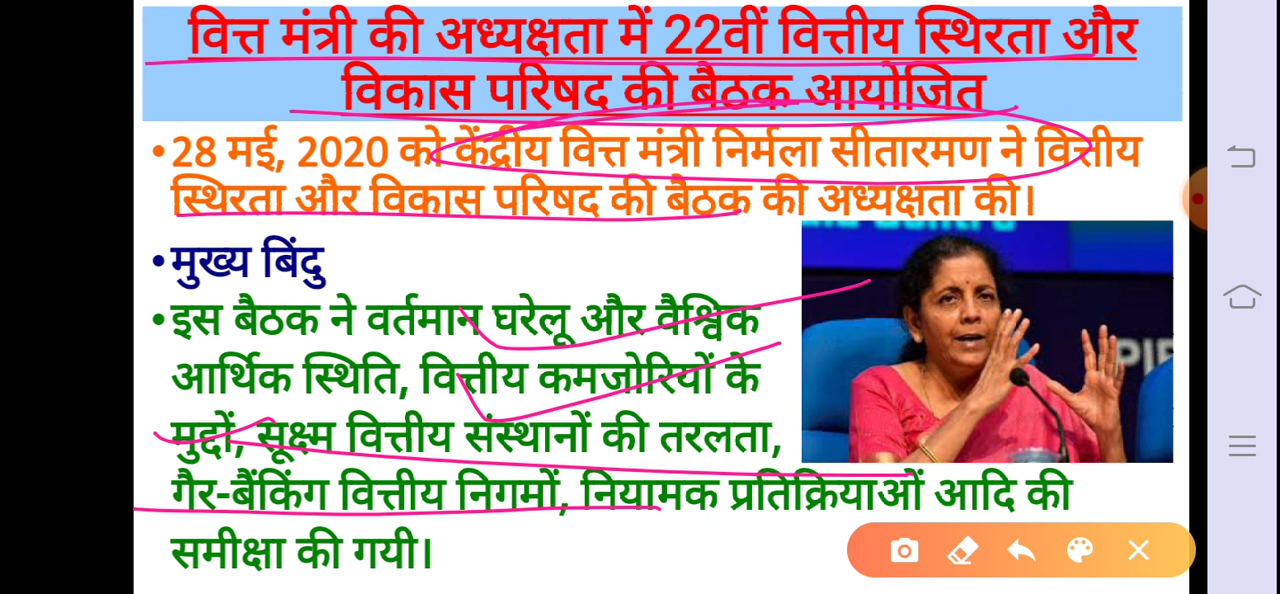 वित्त मंत्री की अध्यक्षता में 22वीं वित्तीय स्थिरता और
विकास परिषद की बैठक आयोजित
•28 मई, 2020 को केंद्रीय वित्त मंत्री निर्मला सीतारमण ने वित्तीय
स्थिरता और विकास परिषद की बैठक की अध्यक्षता की।
•मुख्य बिंदु
•इस बैठक ने वर्तमान घरेलू और वैश्विक
आर्थिक स्थिति, वित्तीय कमजोरियों के
मुद्दों, सूक्ष्म वित्तीय संस्थानों की तरलता,
गैर-बैंकिंग वित्तीय निगमों, नियामक प्रतिक्रियाओं आदि की
समीक्षा की गयी।